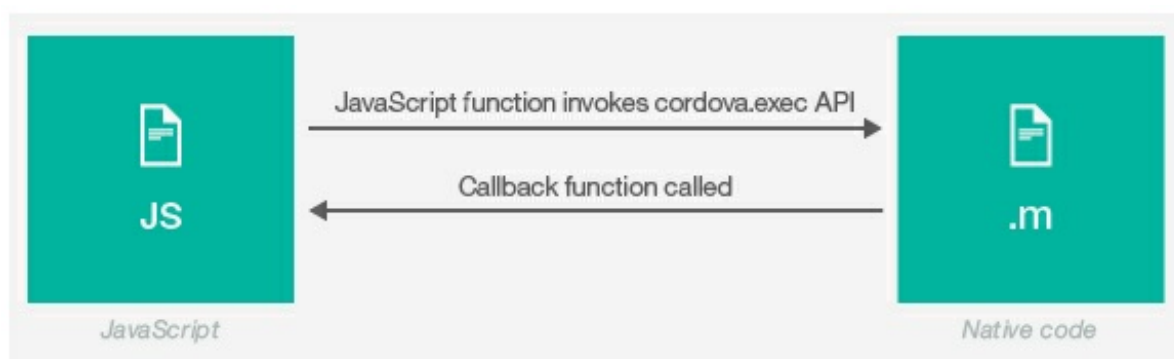 JavaScript function invokes cordova.exec API
Callback function called
JS
.m
JavaScript
Native code